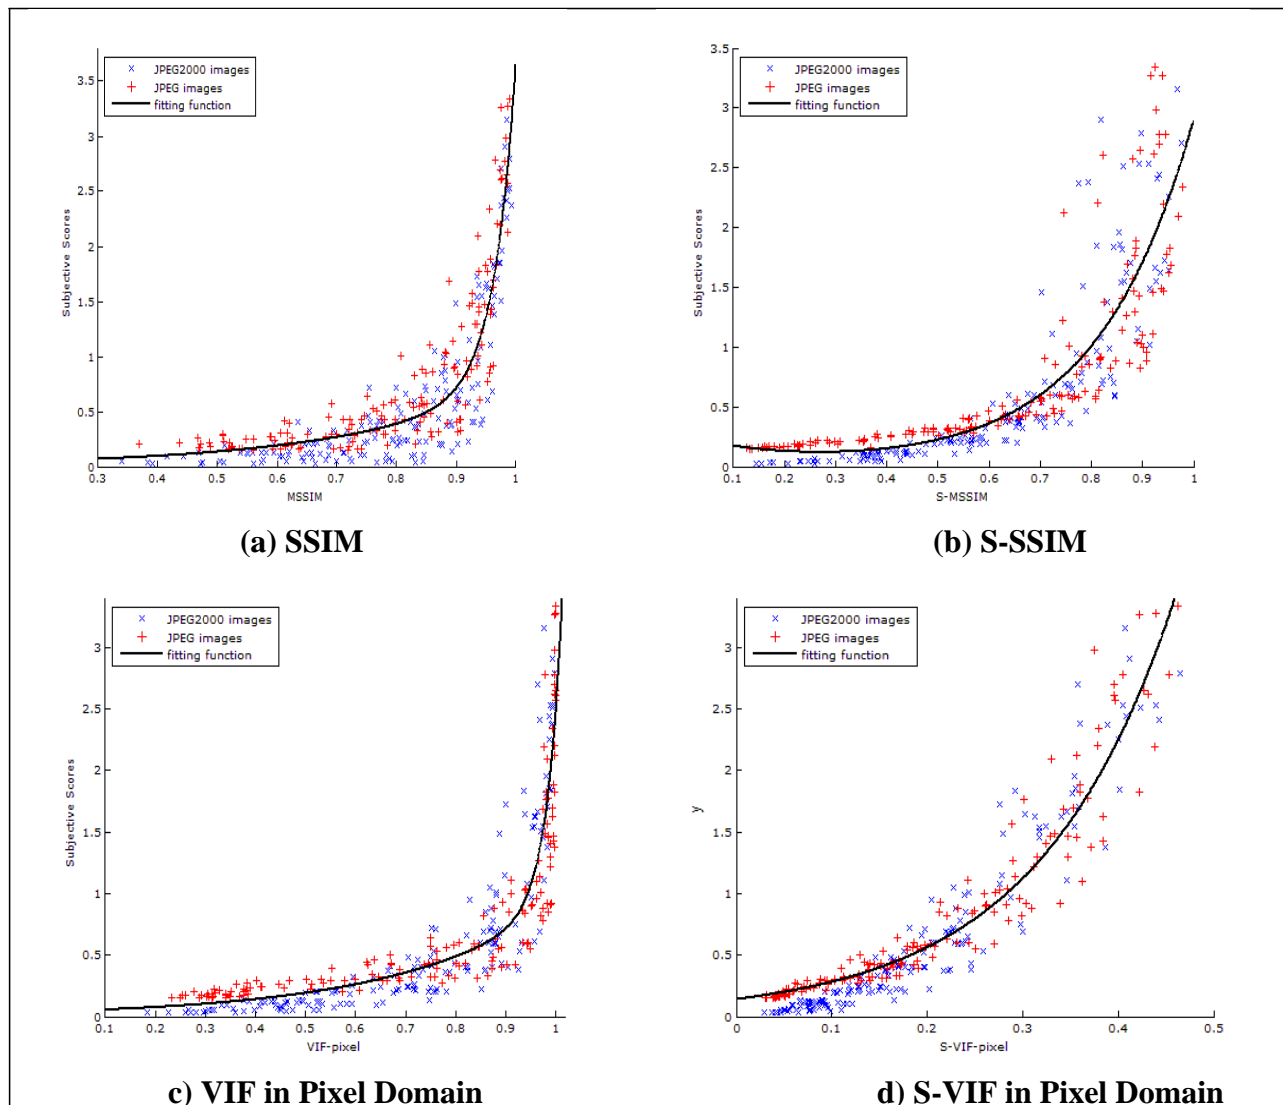 JPEG2000 images
JPEG images
fitting function
3.5
3
2.5
2
1.5
1
0.5
0
Subjective Scores
0.3 0.4 0.5 0.6 0.7 0.8 0.9 1
MSSIM
(a) SSIM
JPEG2000 images
JPEG images
fitting function
3.5
3
2.5
2
1.5
1
0.5
0
Subjective Scores
0.1 0.2 0.3 0.4 0.5 0.6 0.7 0.8 0.9 1
S-MSSIM
(b) S-SSIM
JPEG2000 images
JPEG images
fitting function
3
2.5
2
1.5
1
0.5
0
Subjective Scores
0.1 0.2 0.3 0.4 0.5 0.6 0.7 0.8 0.9 1
VIF-pixel
c) VIF in Pixel Domain
JPEG2000 images
JPEG images
fitting function
3
2.5
2
1.5
1
0.5
0
y
0 0.1 0.2 0.3 0.4 0.5
S-VIF-pixel
d) S-VIF in Pixel Domain